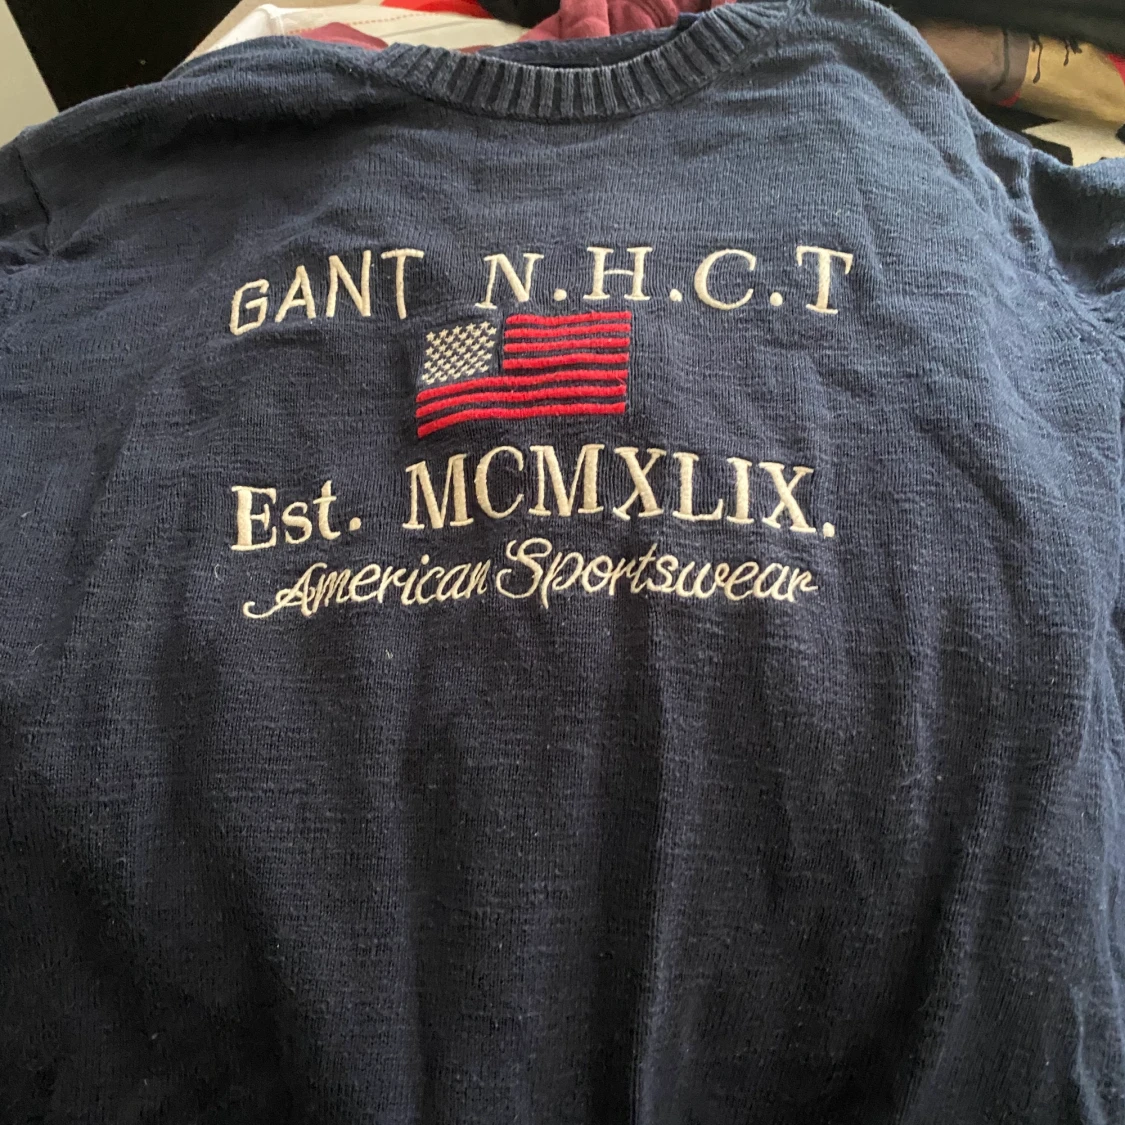 GANT N.H.C.T
Est. MCMXLIX.
American Sportswear